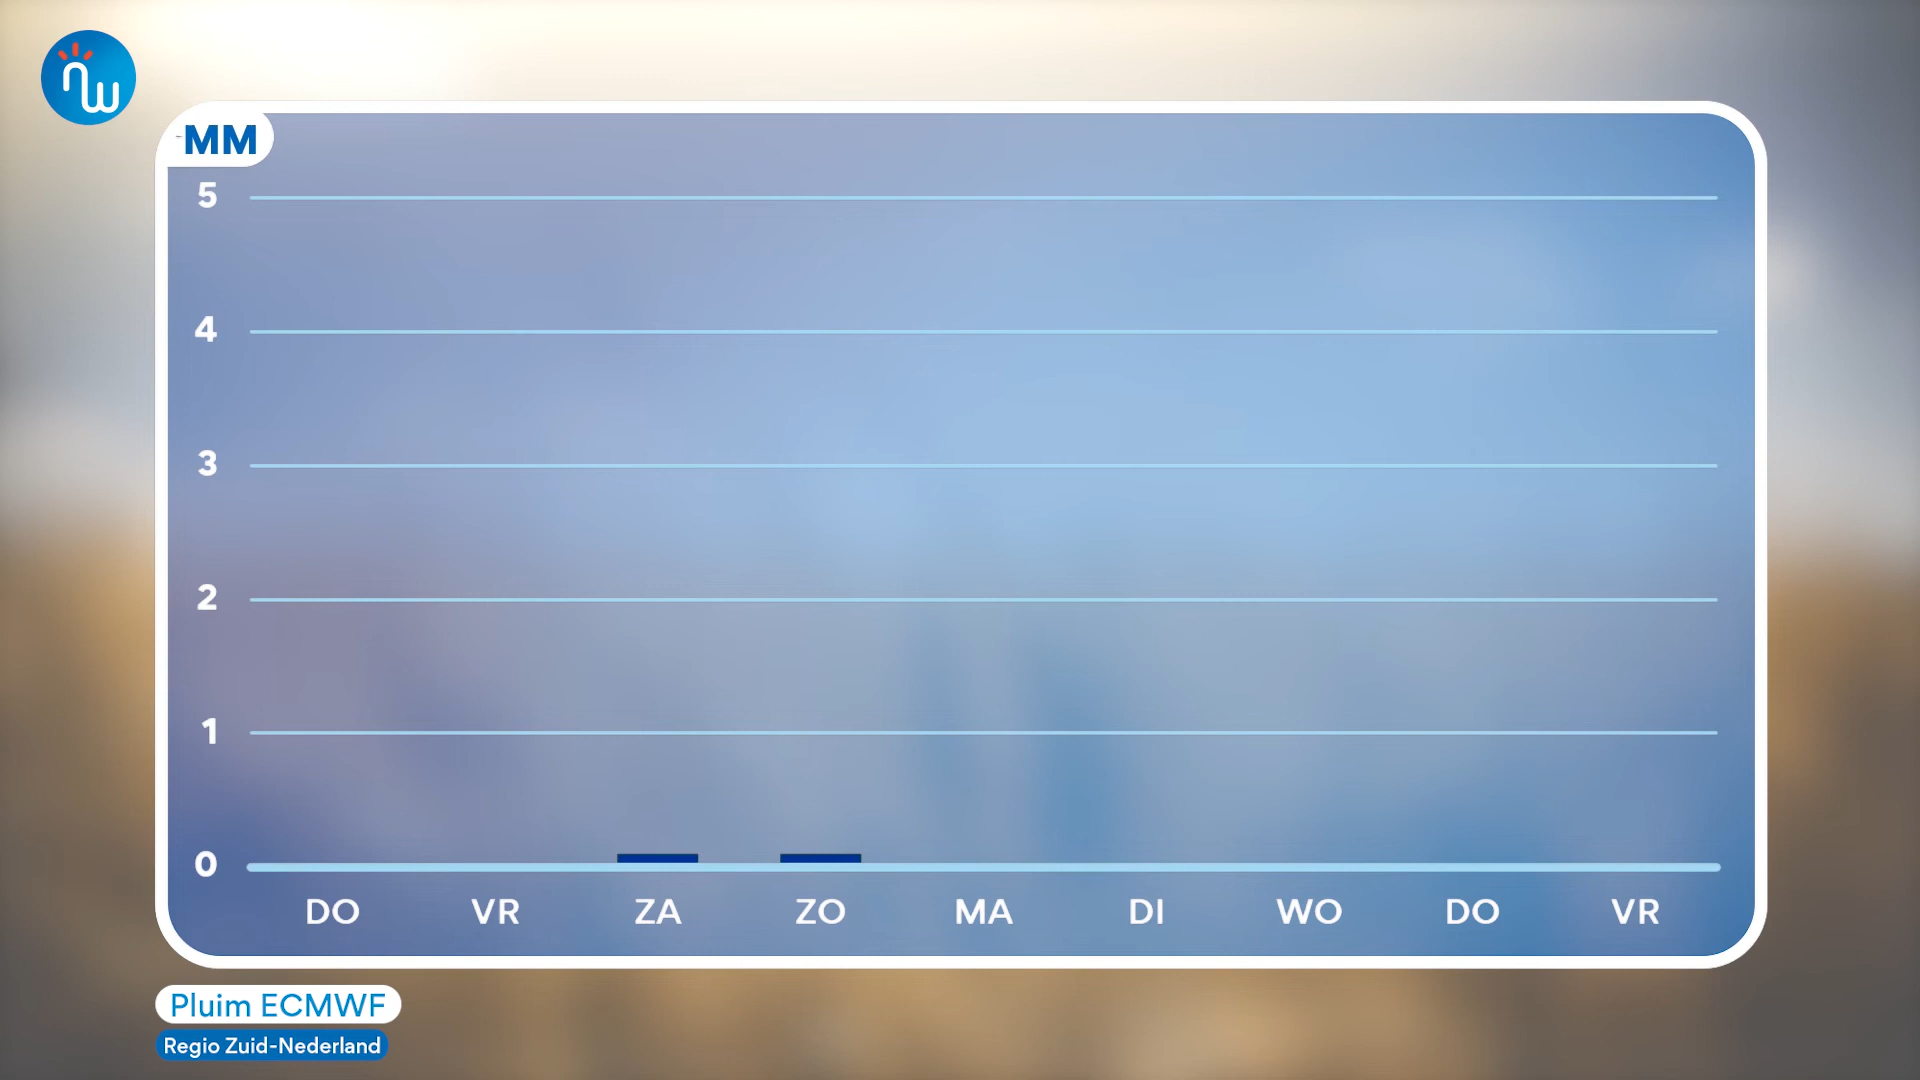 nw
MM
5
4
3
2
1
0
DO VR ZA ZO MA DI WO DO VR
Pluim ECMWF
Regio Zuid-Nederland